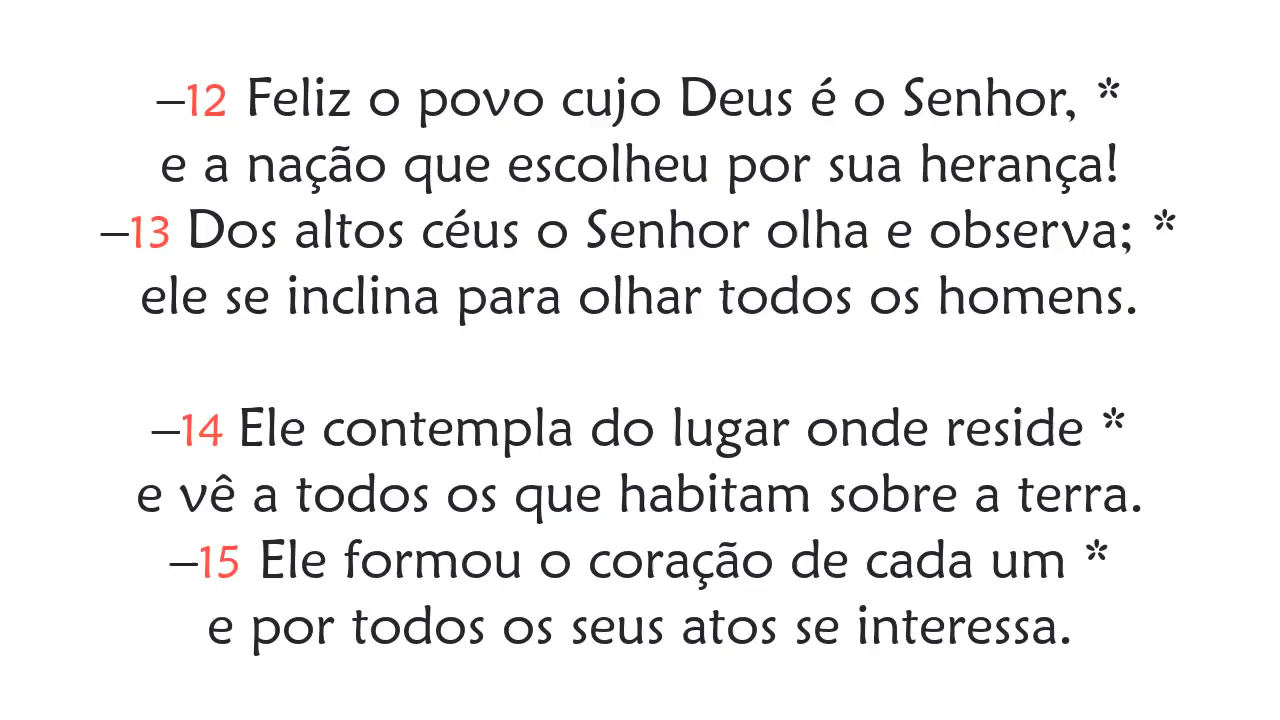 –12 Feliz o povo cujo Deus é o Senhor, *
e a nação que escolheu por sua herança!
–13 Dos altos céus o Senhor olha e observa; *
ele se inclina para olhar todos os homens.
–14 Ele contempla do lugar onde reside *
e vê a todos os que habitam sobre a terra.
–15 Ele formou o coração de cada um *
e por todos os seus atos se interessa.